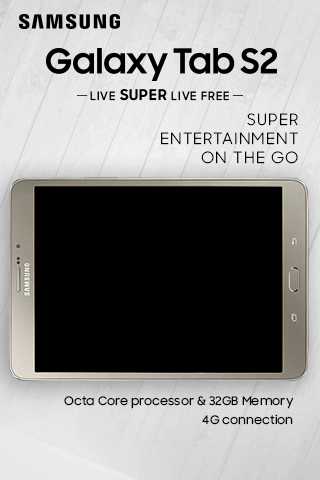 SAMSUNG
Galaxy Tab S2
— LIVE SUPER LIVE FREE —
SUPER
ENTERTAINMENT
ON THE GO
SAMSUNG
Octa Core processor & 32GB Memory
4G connection